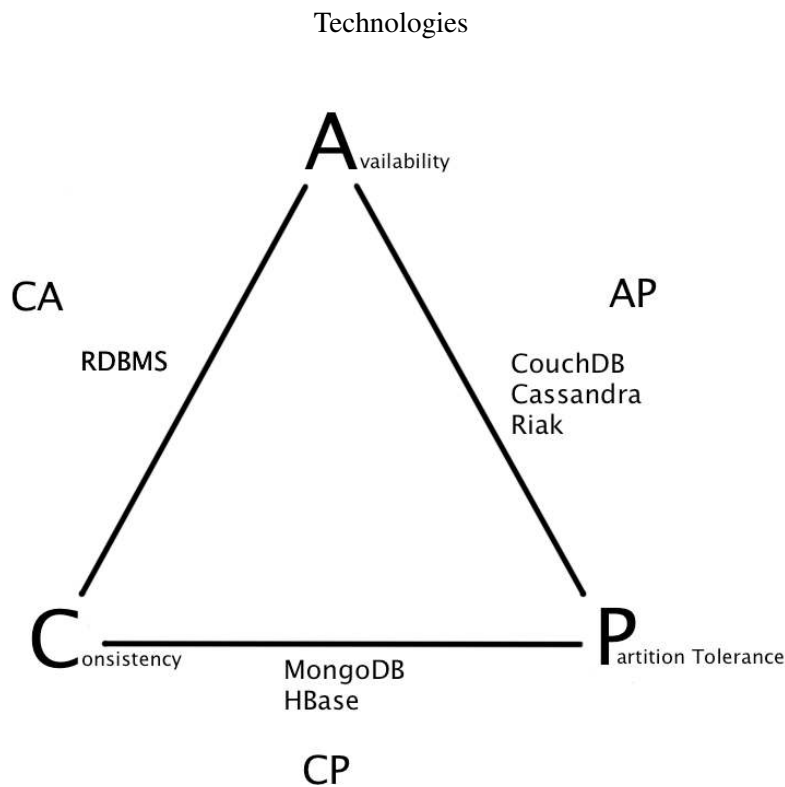 Technologies
Availability
CA
AP
RDBMS
CouchDB
Cassandra
Riak
Consistency
Partition Tolerance
MongoDB
HBase
CP